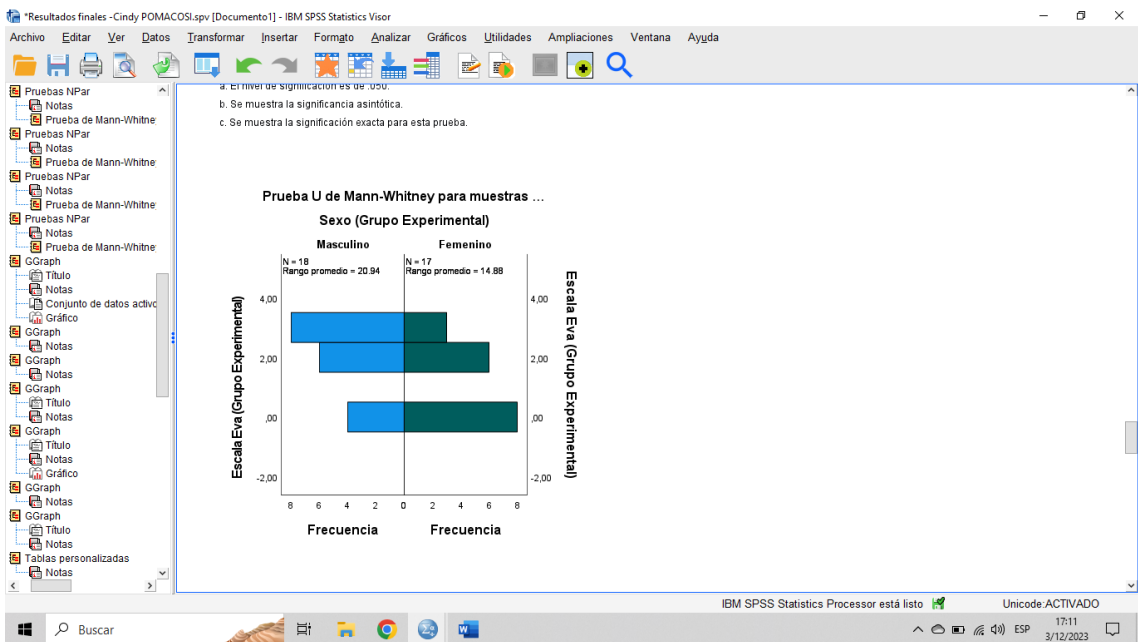 *Resultados finales -Cindy POMACOSI.spv [Documento1] - IBM SPSS Statistics Visor
Archivo Editar Ver Datos Transformar Insertar Formato Analizar Gráficos Utilidades Ampliaciones Ventana Ayuda
Pruebas NPar
Notas
Prueba de Mann-Whitne
Pruebas NPar
Notas
Prueba de Mann-Whitne
Pruebas NPar
Notas
Prueba de Mann-Whitne
Pruebas NPar
Notas
Prueba de Mann-Whitne
GGraph
Título
Notas
Conjunto de datos activo
Gráfico
GGraph
Notas
GGraph
Notas
GGraph
Título
Notas
GGraph
Título
Notas
Gráfico
GGraph
Notas
GGraph
Título
Notas
Tablas personalizadas
Notas
a. El nivel de significación es de .050.
b. Se muestra la significancia asintótica.
c. Se muestra la significación exacta para esta prueba.
Prueba U de Mann-Whitney para muestras ...
Sexo (Grupo Experimental)
Masculino Femenino
N = 18
Rango promedio = 20.94
N = 17
Rango promedio = 14.88
Escala Eva (Grupo Experimental)
4,00
2,00
,00
-2,00
4,00
2,00
,00
-2,00
Escala Eva (Grupo Experimental)
8 6 4 2 0 2 4 6 8
Frecuencia Frecuencia
IBM SPSS Statistics Processor está listo Unicode:ACTIVADO
Buscar
ESP
17:11
3/12/2023